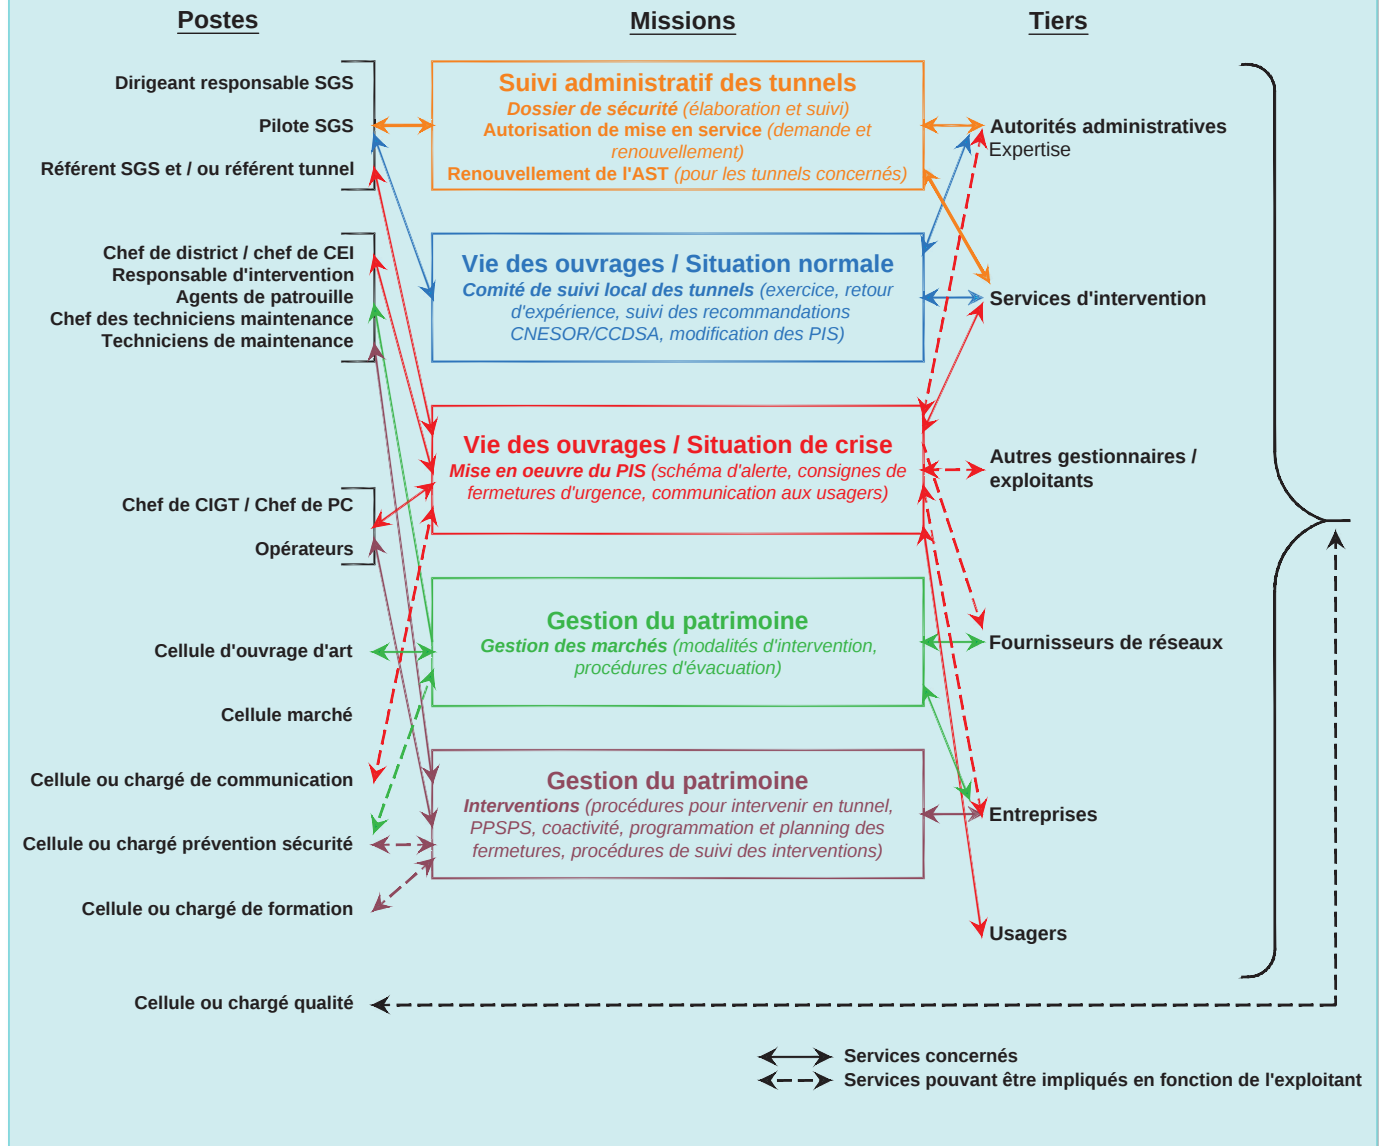 Postes
Missions
Tiers
Dirigeant responsable SGS
Pilote SGS
Référent SGS et / ou référent tunnel
Chef de district / chef de CEI
Responsable d'intervention
Agents de patrouille
Chef des techniciens maintenance
Techniciens de maintenance
Chef de CIGT / Chef de PC
Opérateurs
Cellule d'ouvrage d'art
Cellule marché
Cellule ou chargé de communication
Cellule ou chargé prévention sécurité
Cellule ou chargé de formation
Cellule ou chargé qualité
Suivi administratif des tunnels
Dossier de sécurité (élaboration et suivi)
Autorisation de mise en service (demande et
renouvellement)
Renouvellement de l'AST (pour les tunnels concernés)
Vie des ouvrages / Situation normale
Comité de suivi local des tunnels (exercice, retour
d'expérience, suivi des recommandations
CNESOR/CCDSA, modification des PIS)
Vie des ouvrages / Situation de crise
Mise en oeuvre du PIS (schéma d'alerte, consignes de
fermetures d'urgence, communication aux usagers)
Gestion du patrimoine
Gestion des marchés (modalités d'intervention,
procédures d'évacuation)
Gestion du patrimoine
Interventions (procédures pour intervenir en tunnel,
PPSPS, coactivité, programmation et planning des
fermetures, procédures de suivi des interventions)
Autorités administratives
Expertise
Services d'intervention
Autres gestionnaires /
exploitants
Fournisseurs de réseaux
Entreprises
Usagers
Services concernés
Services pouvant être impliqués en fonction de l'exploitant